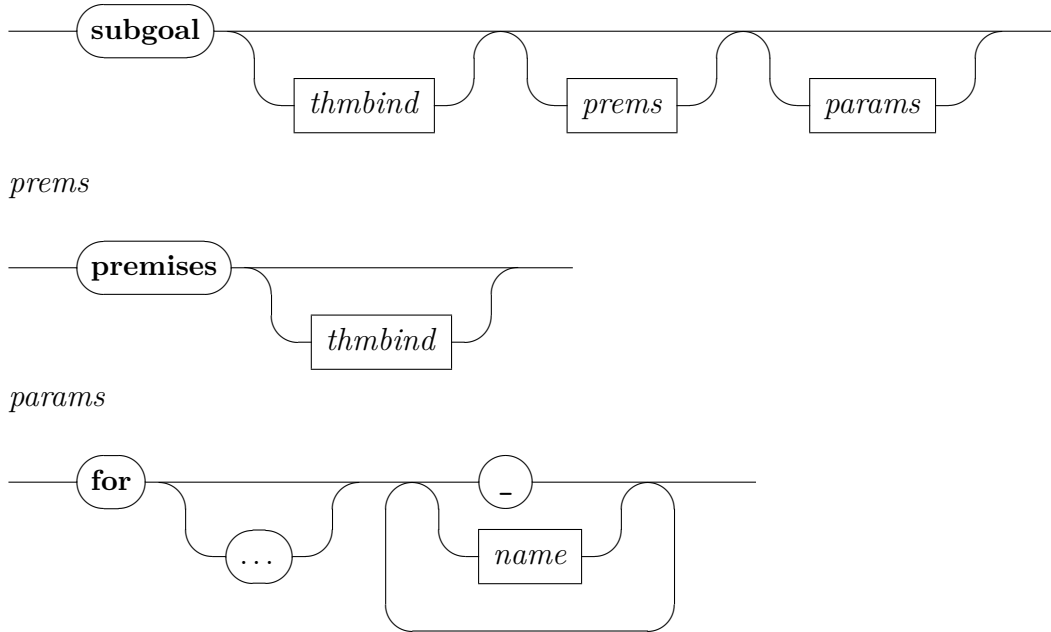 subgoal
thmbind prems params
prems
premises
thmbind
params
for _
... name